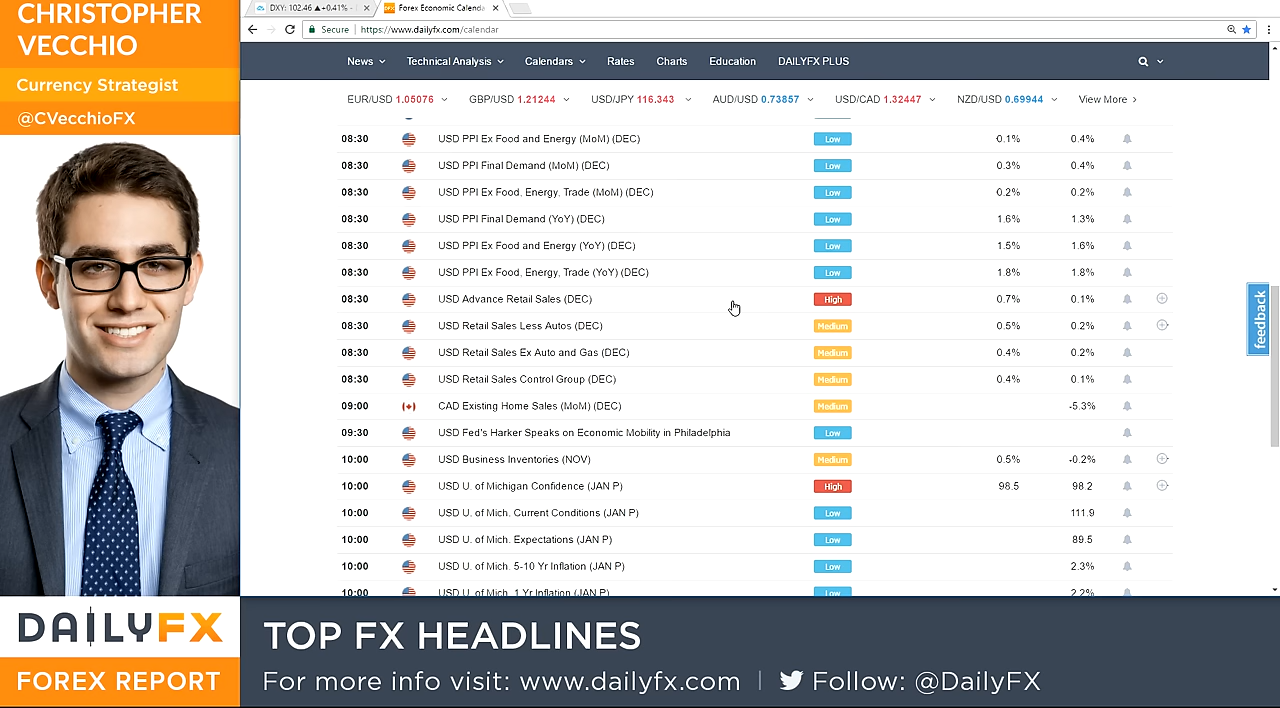 CHRISTOPHER
VECCHIO
Currency Strategist
@CVecchioFX
DXY: 102.46 ▲+0.41% -
Forex Economic Calenda
Secure https://www.dailyfx.com/calendar
News Technical Analysis Calendars Rates Charts Education DAILYFX PLUS
EUR/USD 1.05076 GBP/USD 1.21244 USD/JPY 116.343 AUD/USD 0.73857 USD/CAD 1.32447 NZD/USD 0.69944 View More
08:30 USD PPI Ex Food and Energy (MoM) (DEC) Low 0.1% 0.4%
08:30 USD PPI Final Demand (MoM) (DEC) Low 0.3% 0.4%
08:30 USD PPI Ex Food, Energy, Trade (MoM) (DEC) Low 0.2% 0.2%
08:30 USD PPI Final Demand (YoY) (DEC) Low 1.6% 1.3%
08:30 USD PPI Ex Food and Energy (YoY) (DEC) Low 1.5% 1.6%
08:30 USD PPI Ex Food, Energy, Trade (YoY) (DEC) Low 1.8% 1.8%
08:30 USD Advance Retail Sales (DEC) High 0.7% 0.1%
08:30 USD Retail Sales Less Autos (DEC) Medium 0.5% 0.2%
08:30 USD Retail Sales Ex Auto and Gas (DEC) Medium 0.4% 0.2%
08:30 USD Retail Sales Control Group (DEC) Medium 0.4% 0.1%
09:00 CAD Existing Home Sales (MoM) (DEC) Medium -5.3%
09:30 USD Fed's Harker Speaks on Economic Mobility in Philadelphia Low
10:00 USD Business Inventories (NOV) Medium 0.5% -0.2%
10:00 USD U. of Michigan Confidence (JAN P) High 98.5 98.2
10:00 USD U. of Mich. Current Conditions (JAN P) Low 111.9
10:00 USD U. of Mich. Expectations (JAN P) Low 89.5
10:00 USD U. of Mich. 5-10 Yr Inflation (JAN P) Low 2.3%
10:00 USD U. of Mich. 1 Yr Inflation (JAN P) Low 2.2%
feedback
DAILYFX
FOREX REPORT
TOP FX HEADLINES
For more info visit: www.dailyfx.com | Follow: @DailyFX